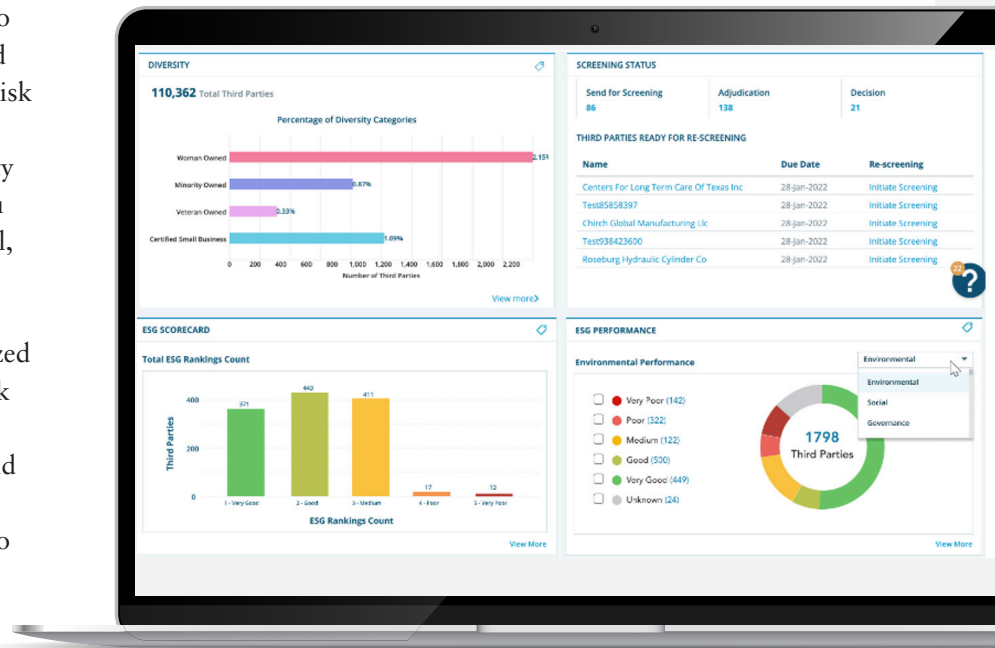 o
d
isk
y
u
l,
zed
k
nd
o
DIVERSITY
110,362 Total Third Parties
Percentage of Diversity Categories
Woman Owned 2.15%
Minority Owned 0.87%
Veteran Owned 0.33%
Certified Small Business 1.09%
0 200 400 600 800 1,000 1,200 1,400 1,600 1,800 2,000 2,200
Number of Third Parties
View more>
SCREENING STATUS
Send for Screening Adjudication Decision
86 138 21
THIRD PARTIES READY FOR RE-SCREENING
Name Due Date Re-screening
Centers For Long Term Care Of Texas Inc 28-Jan-2022 Initiate Screening
Test85858397 28-Jan-2022 Initiate Screening
Chirch Global Manufacturing Llc 28-Jan-2022 Initiate Screening
Test938423600 28-Jan-2022 Initiate Screening
Roseburg Hydraulic Cylinder Co 28-Jan-2022 Initiate Screening
22
?
ESG SCORECARD
Total ESG Rankings Count
Third Parties
400
200
0
371 443 411 17 12
1 - Very Good 2 - Good 3 - Medium 4 - Poor 5 - Very Poor
ESG Rankings Count
View More
ESG PERFORMANCE
Environmental Performance
Environmental
Environmental
Social
Governance
Very Poor (142)
Poor (322)
Medium (122)
Good (500)
Very Good (449)
Unknown (24)
1798
Third Parties
View More